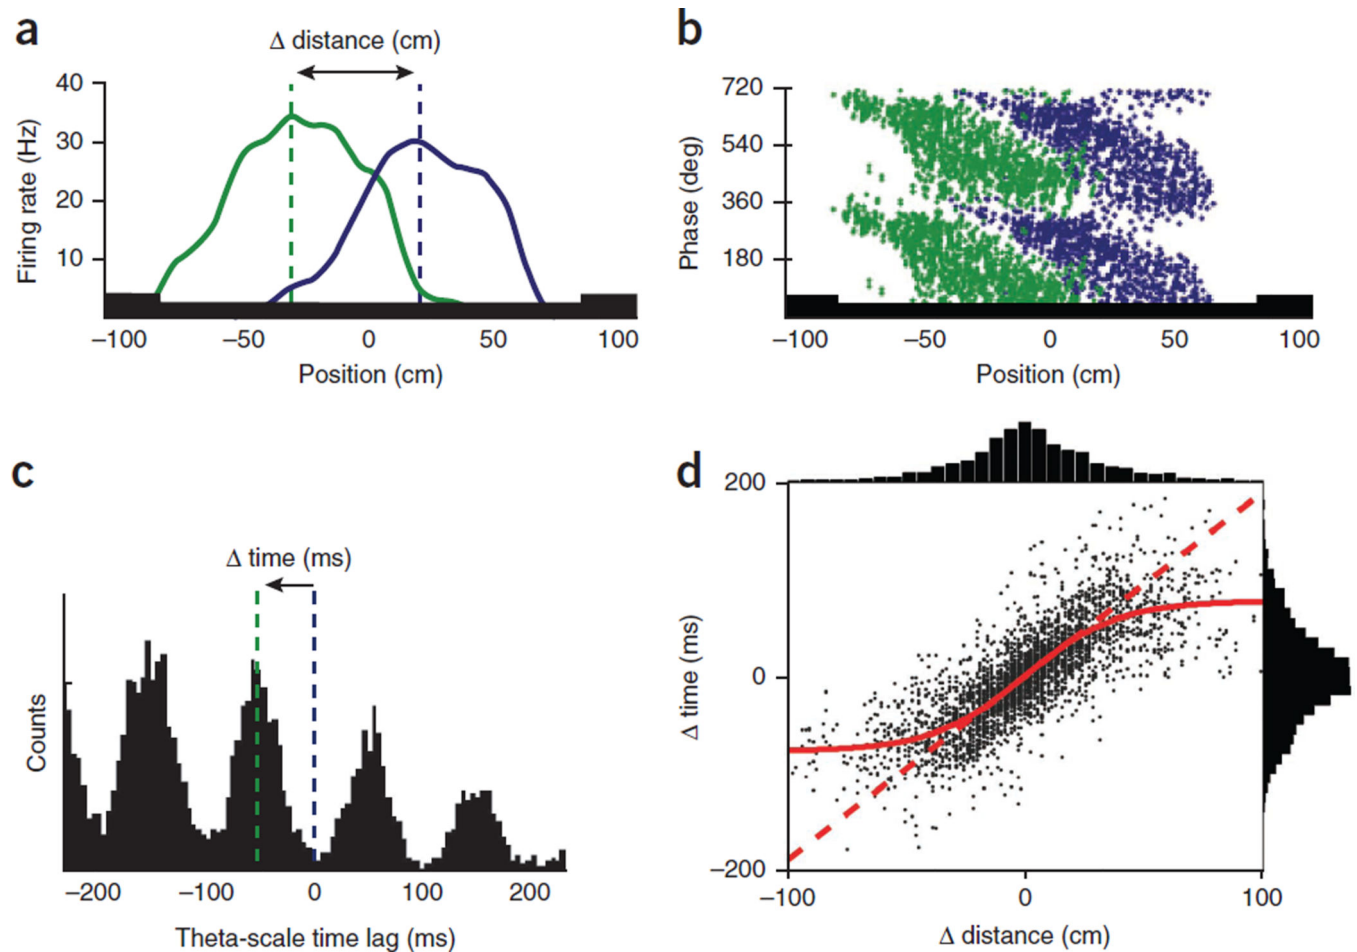 a
Δ distance (cm)
40
30
20
10
Firing rate (Hz)
−100
−50
0
50
100
Position (cm)
b
720
540
360
180
Phase (deg)
−100
−50
0
50
100
Position (cm)
c
Δ time (ms)
Counts
−200
−100
0
100
200
Theta-scale time lag (ms)
d
200
0
−200
Δ time (ms)
−100
0
100
Δ distance (cm)